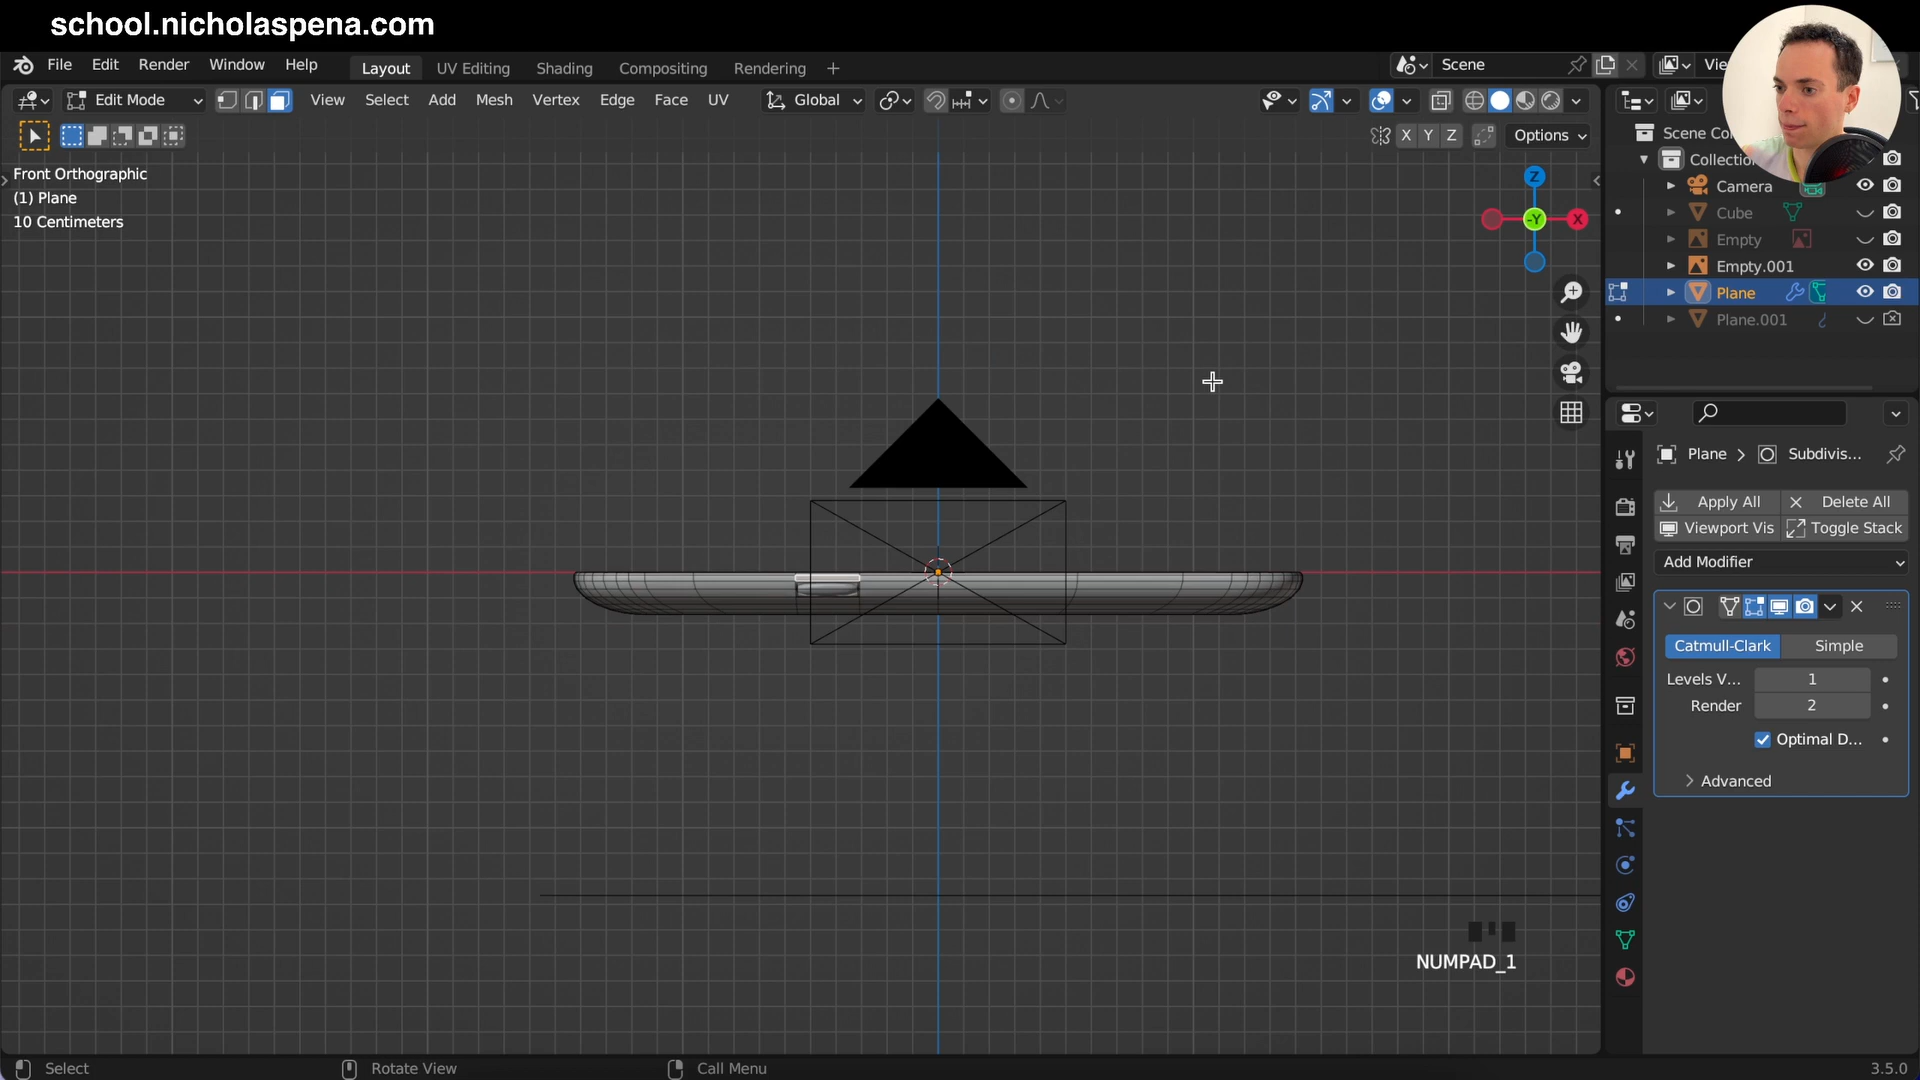 school.nicholaspena.com
File Edit Render Window Help Layout UV Editing Shading Compositing Rendering + Scene
Edit Mode View Select Add Mesh Vertex Edge Face UV Global
X Y Z Options
Front Orthographic
(1) Plane
10 Centimeters
Z
-Y X
Camera
Cube
Empty
Empty.001
Plane
Plane.001
Plane > Subdivis...
Apply All Delete All
Viewport Vis Toggle Stack
Add Modifier
Catmull-Clark Simple
Levels V... 1
Render 2
Optimal D...
Advanced
NUMPAD_1
Select Rotate View Call Menu 3.5.0